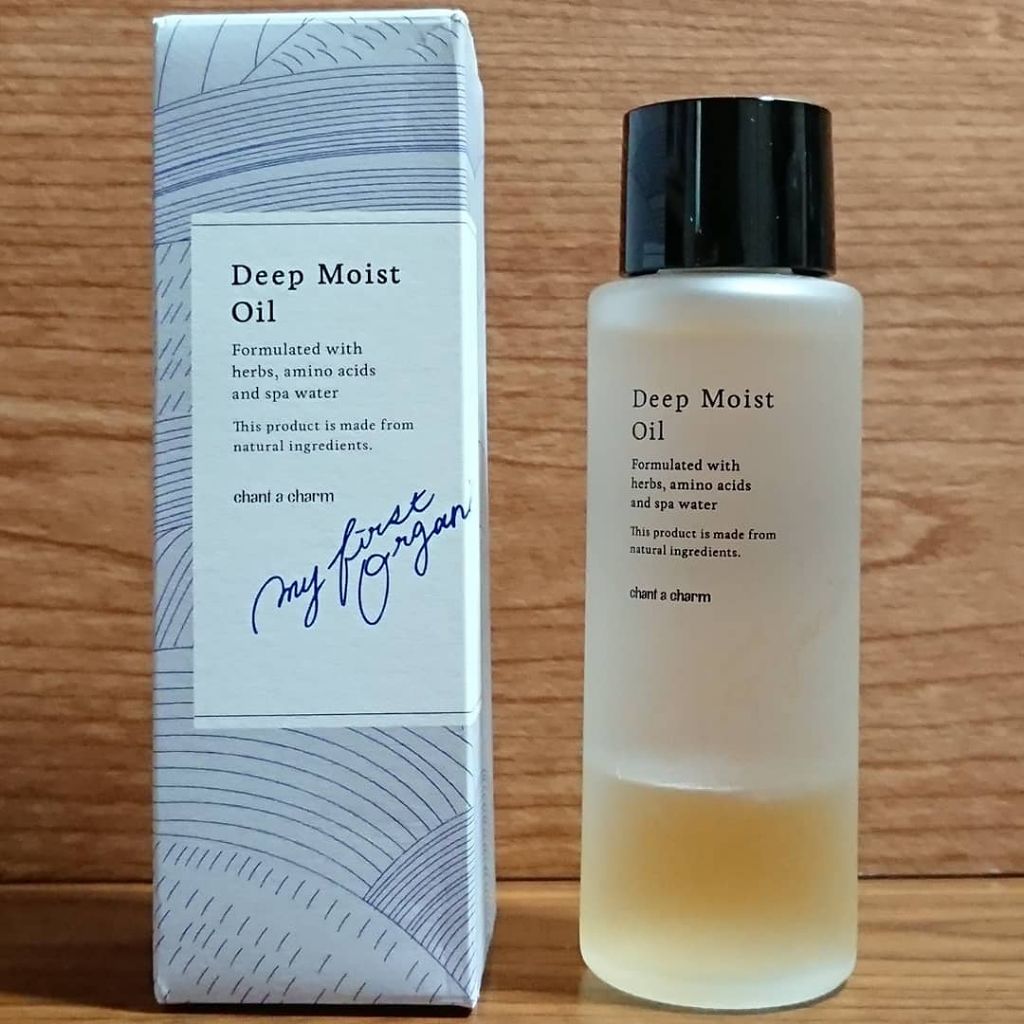 Deep Moist
Oil
Formulated with
herbs, amino acids
and spa water
This product is made from
natural ingredients.
chant a charm
my first
Organ
Deep Moist
Oil
Formulated with
herbs, amino acids
and spa water
This product is made from
natural ingredients.
chant a charm